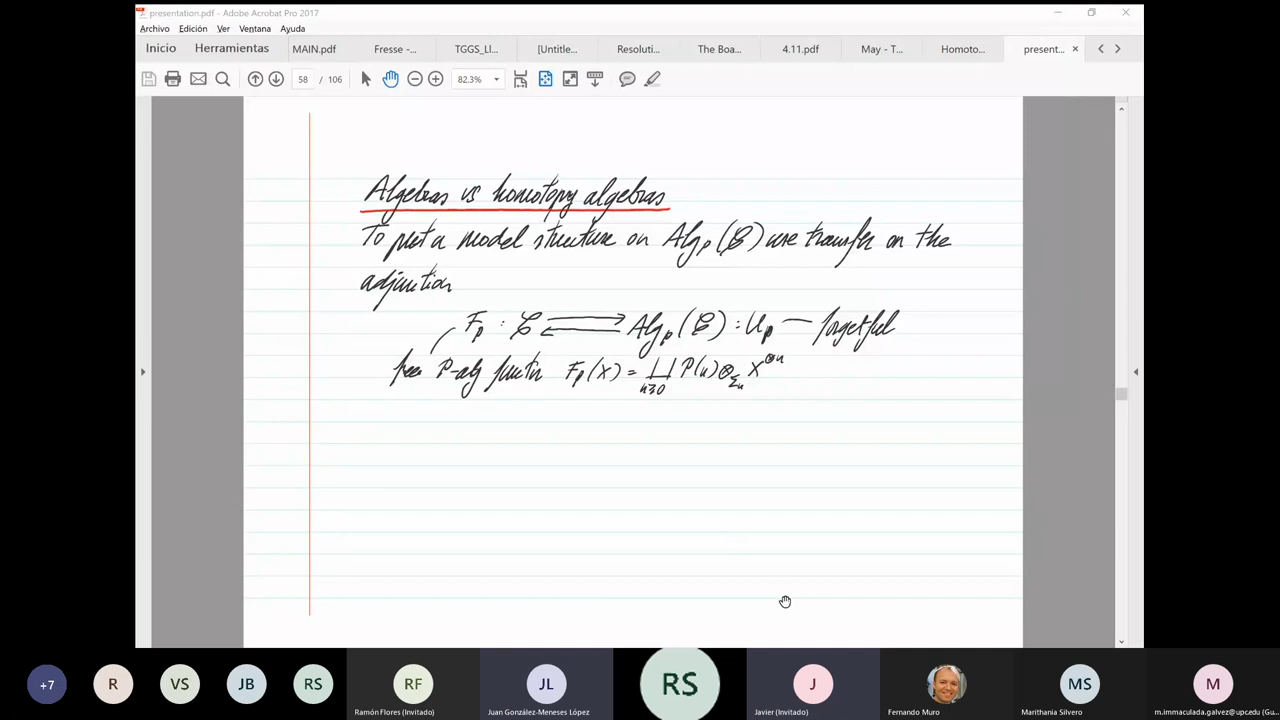 presentation.pdf - Adobe Acrobat Pro 2017
Archivo Edición Ver Ventana Ayuda
Inicio Herramientas MAIN.pdf Fresse -... TGGS_Ll... [Untitle... Resoluti... The Boa... 4.11.pdf May - T... Homoto... present... ×
58 / 106 82.3%
Algebras vs homotopy algebras
To put a model structure on Alg_P(𝒞) use transfer on the
adjunction
F_P : 𝒞 ⇄ Alg_P(𝒞) : U_P — forgetful
free P-alg functn F_P(X) = ∐_{n≥0} P(n) ⊗_{Σ_n} X^{⊗n}
+7 R VS JB RS RF JL RS J MS M
Ramón Flores (Invitado) Juan González-Meneses López Javier (Invitado) Fernando Muro Marithania Silvero m.immaculada.galvez@upc.edu (Gu...